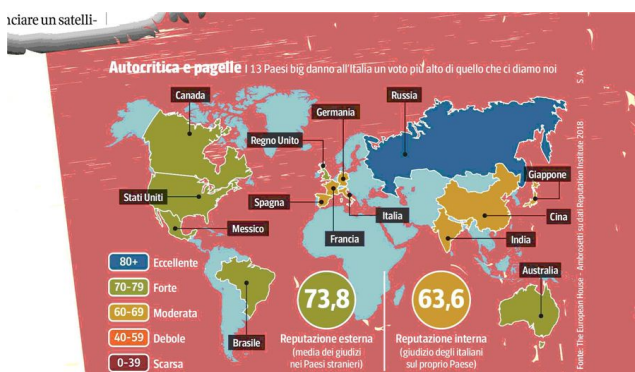 nciare un satelli-
Autocritica e pagelle | 13 Paesi big danno all'Italia un voto più alto di quello che ci diamo noi
Canada
Russia
Germania
Regno Unito
Giappone
Stati Uniti
Spagna
Italia
Cina
Messico
Francia
India
Australia
Brasile
80+ Eccellente
70-79 Forte
60-69 Moderata
40-59 Debole
0-39 Scarsa
73,8
Reputazione esterna
(media dei giudizi
nei Paesi stranieri)
63,6
Reputazione interna
(giudizio degli italiani
sul proprio Paese)
Fonte: The European House - Ambrosetti su dati Reputation Institute 2018
S.A.